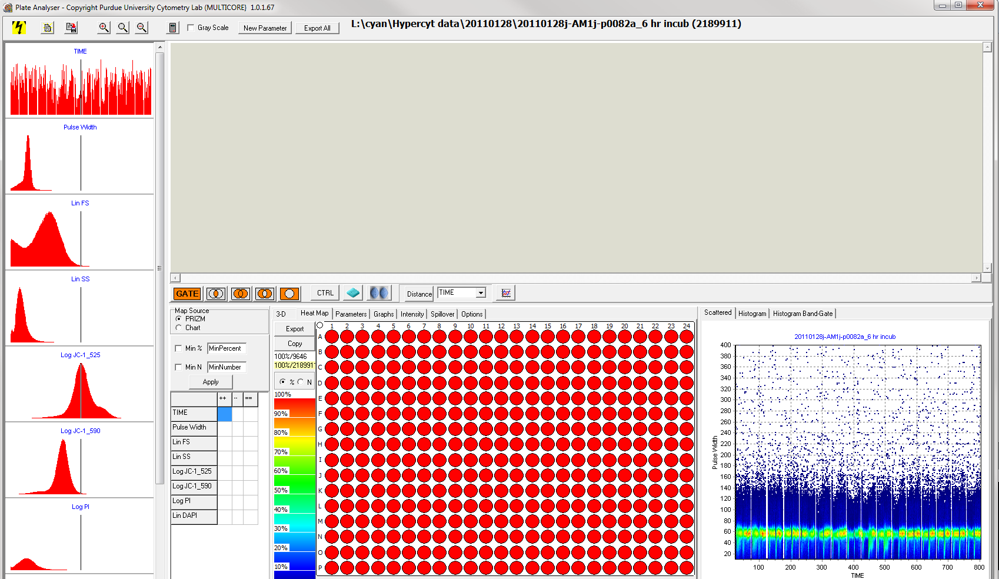 Plate Analyser - Copyright Purdue University Cytometry Lab (MULTICORE) 1.0.1.67
Gray Scale
New Parameter
Export All
L:\cyan\Hypercyt data\20110128\20110128j-AM1j-p0082a_6 hr incub (2189911)
TIME
Pulse Width
Lin FS
Lin SS
Log JC-1_525
Log JC-1_590
Log PI
GATE
CTRL
Distance
TIME
Map Source
PRIZM
Chart
Min %
MinPercent
Min N
MinNumber
Apply
++ -- ==
TIME
Pulse Width
Lin FS
Lin SS
Log JC-1_525
Log JC-1_590
Log PI
Lin DAPI
3-D Heat Map Parameters Graphs Intensity Spillover Options
Export
Copy
100%/9646
100%/2189911
% N
100%
90%
80%
70%
60%
50%
40%
30%
20%
10%
1 2 3 4 5 6 7 8 9 10 11 12 13 14 15 16 17 18 19 20 21 22 23 24
A
B
C
D
E
F
G
H
I
J
K
L
M
N
O
P
Scattered Histogram Histogram Band-Gate
20110128j-AM1j-p0082a_6 hr incub
400
380
360
340
320
300
280
260
240
220
200
180
160
140
120
100
80
60
40
20
Pulse Width
100 200 300 400 500 600 700 800
TIME